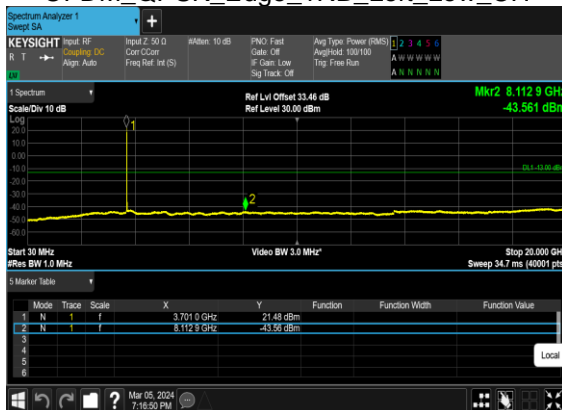 Spectrum Analyzer 1
Swept SA
KEYSIGHT Input: RF Input Z: 50 Ω #Atten: 10 dB PNO: Fast Avg Type: Power (RMS) 1 2 3 4 5 6
R T Coupling: DC Corr CCorr Gate: Off Avg|Hold: 100/100 A W W W W W
Align: Auto Freq Ref: Int (S) IF Gain: Low Trig: Free Run
LXI Sig Track: Off A N N N N N
1 Spectrum Ref Lvl Offset 33.46 dB Mkr2 8.112 9 GHz
Scale/Div 10 dB Ref Level 30.00 dBm -43.561 dBm
Log
20.0
10.0
0.00
-10.0
DL1 -13.00 dBm
-20.0
-30.0
-40.0
-50.0
-60.0
1
2
Start 30 MHz Video BW 3.0 MHz* Stop 20.000 GH
#Res BW 1.0 MHz Sweep 34.7 ms (40001 pts
5 Marker Table
Mode Trace Scale X Y Function Function Width Function Value
1 N 1 f 3.701 0 GHz 21.48 dBm
2 N 1 f 8.112 9 GHz -43.56 dBm
3
4
5
6
Local
Mar 05, 2024
7:16:50 PM